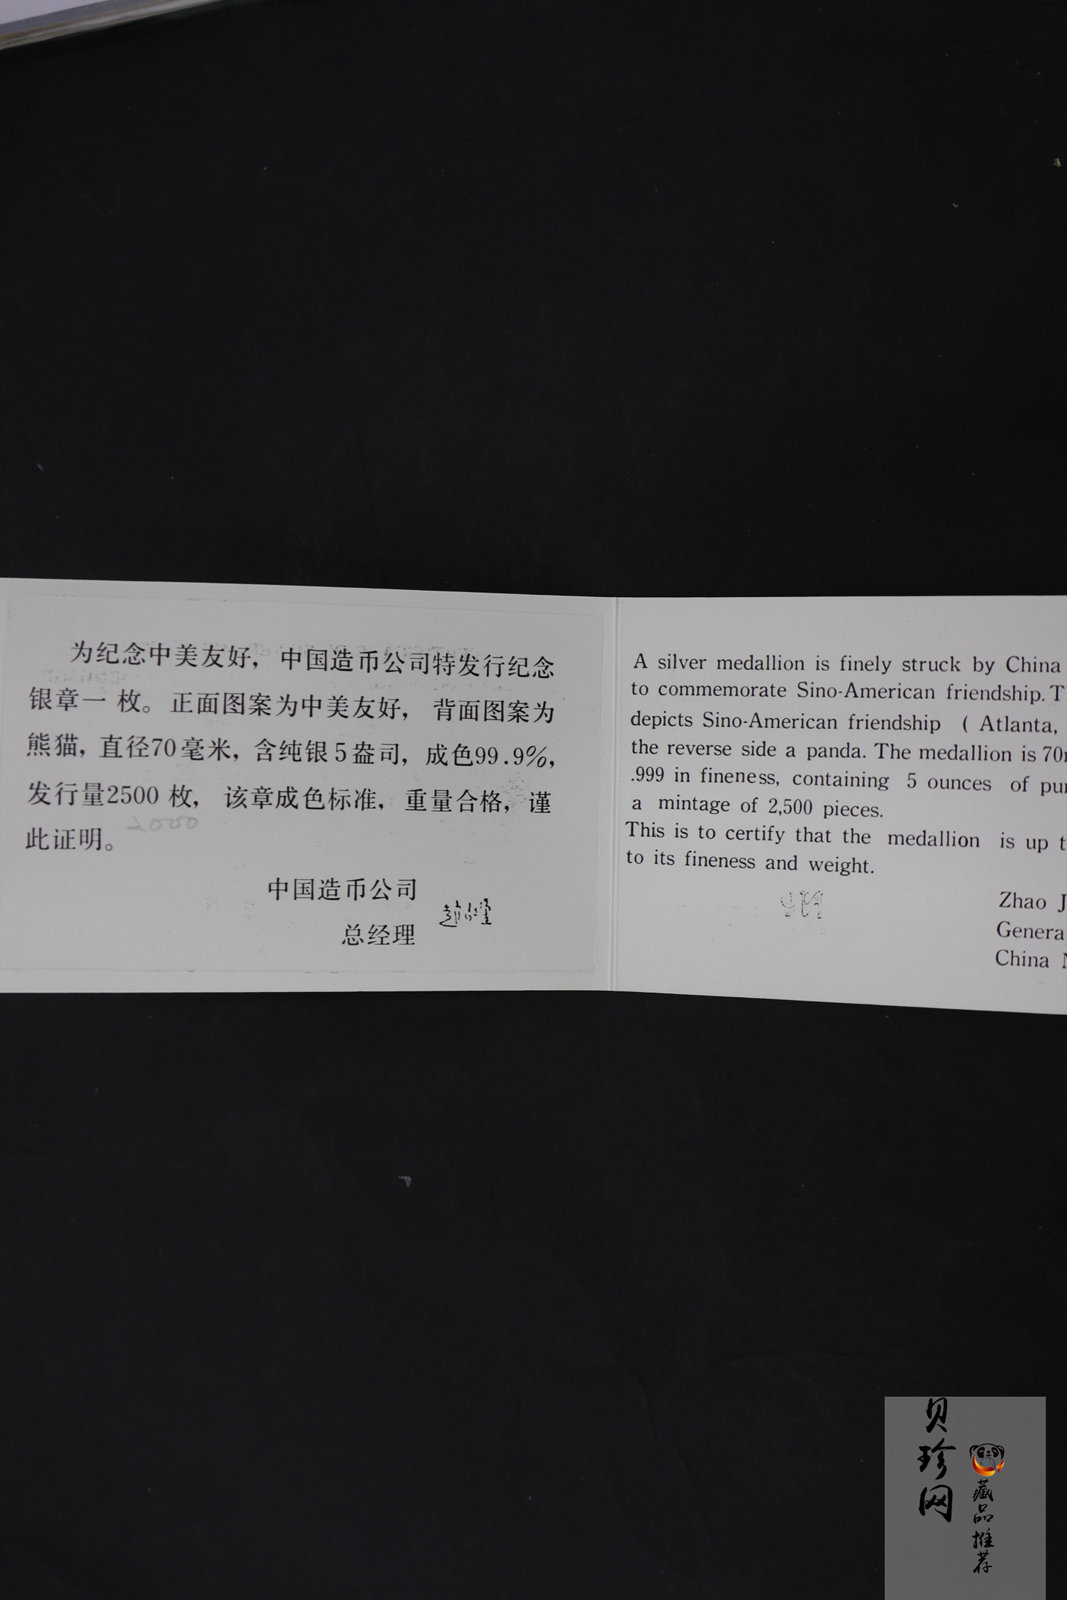 为纪念中美友好，中国造币公司特发行纪念
银章一枚。正面图案为中美友好，背面图案为
熊猫，直径70毫米，含纯银5盎司，成色99.9%，
发行量2500枚，该章成色标准，重量合格，谨
此证明。
中国造币公司
总经理
A silver medallion is finely struck by China
to commemorate Sino-American friendship.
depicts Sino-American friendship ( Atlanta,
the reverse side a panda. The medallion is
.999 in fineness, containing 5 ounces of
a mintage of 2,500 pieces.
This is to certify that the medallion is up
to its fineness and weight.
Zhao
China
贝珍网
藏品推荐